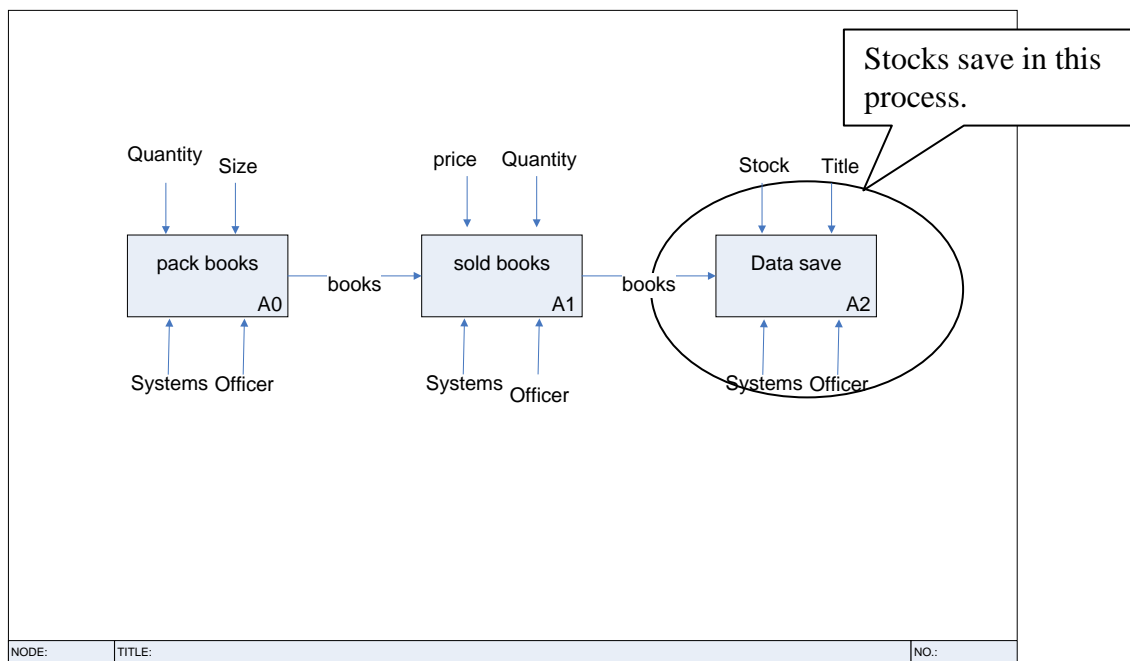 Stocks save in this
process.
Quantity
Size
price
Quantity
Stock
Title
pack books
A0
books
sold books
A1
books
Data save
A2
Systems
Officer
Systems
Officer
Systems
Officer
NODE:
TITLE:
NO.: